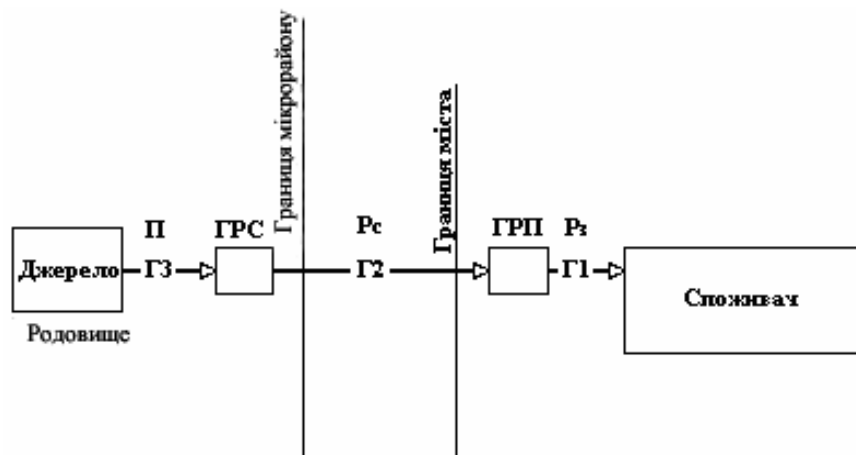 Границя мікрорайону
Границя міста
П
ГРС
Рс
ГРП
Рз
Джерело
Г3
Г2
Г1
Споживач
Родовище